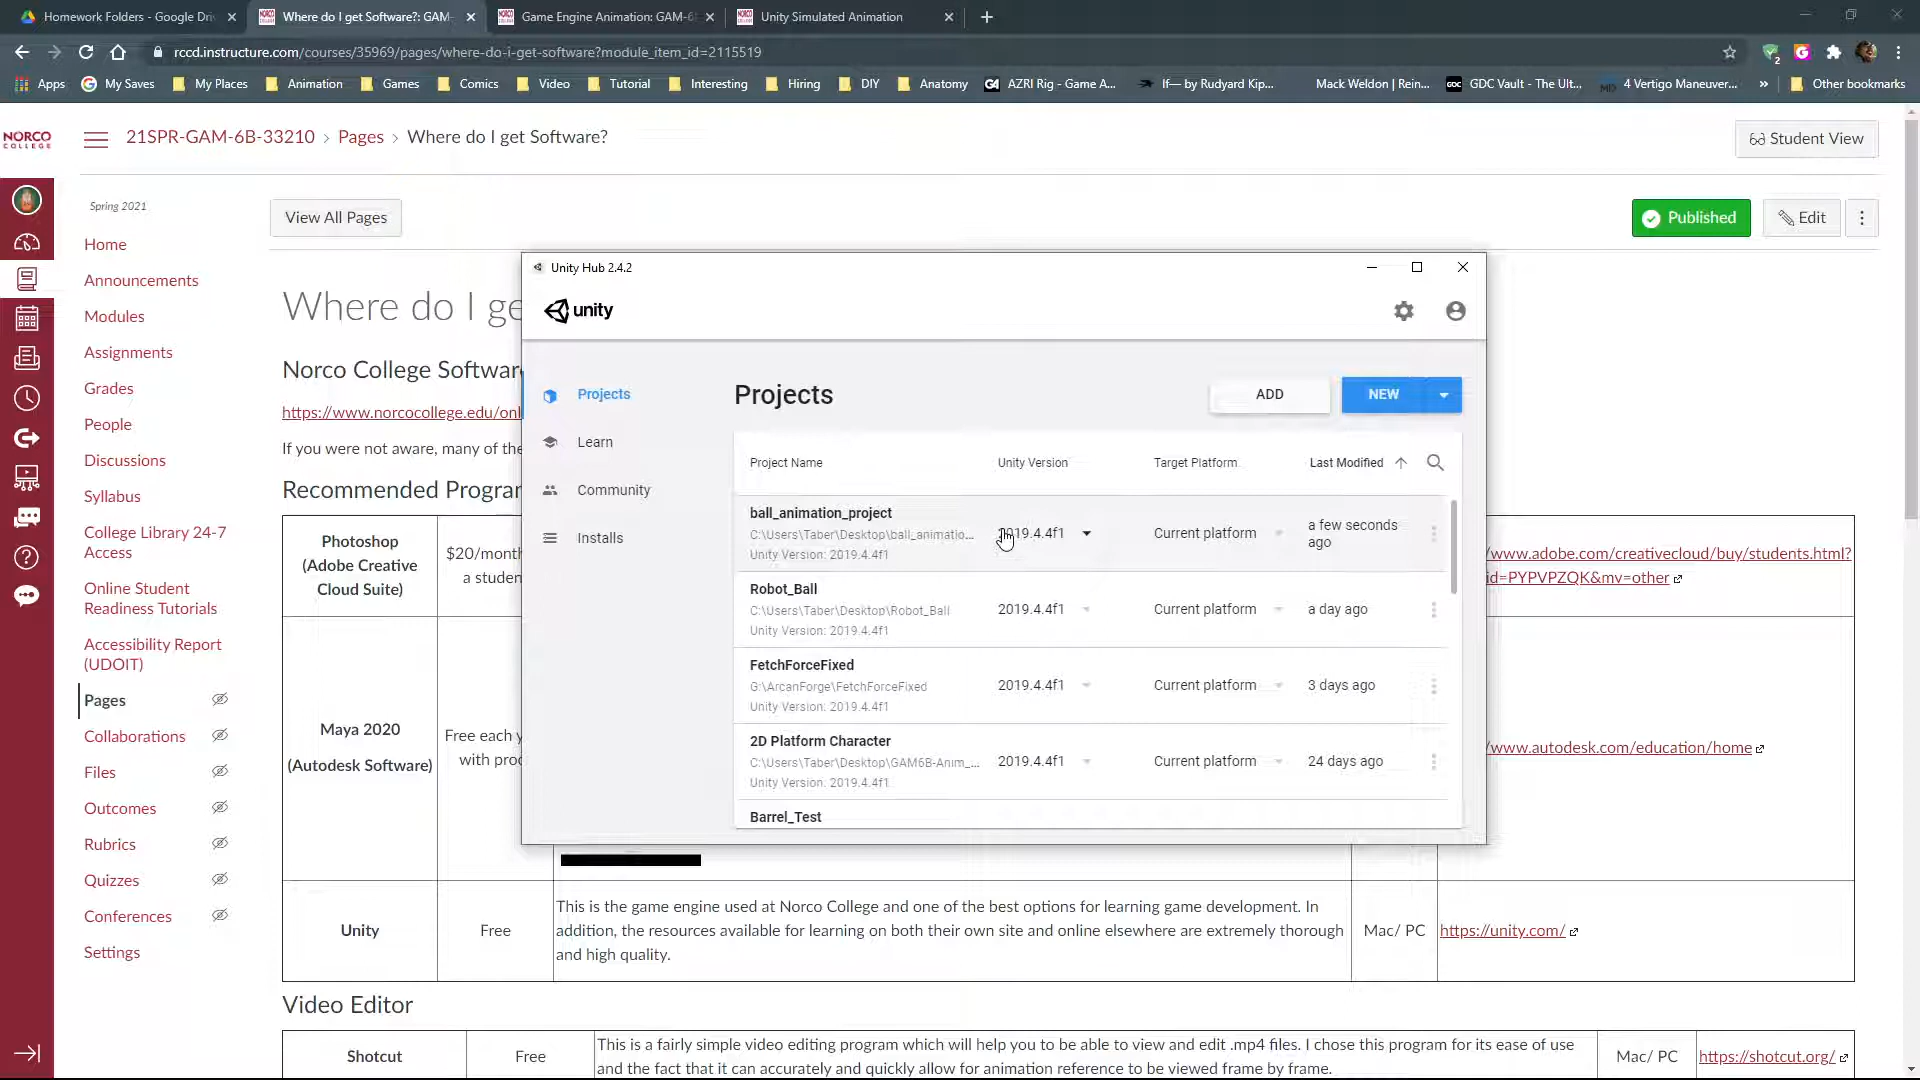 Homework Folders - Google Dri
Where do I get Software?: GAM-
Game Engine Animation: GAM-6
Unity Simulated Animation
rccd.instructure.com/courses/35969/pages/where-do-i-get-software?module_item_id=2115519
Apps
My Saves
My Places
Animation
Games
Comics
Video
Tutorial
Interesting
Hiring
DIY
Anatomy
AZRI Rig - Game A...
If— by Rudyard Kip...
Mack Weldon | Rein...
GDC Vault - The Ult...
4 Vertigo Maneuver...
»
Other bookmarks
NORCO
COLLEGE
21SPR-GAM-6B-33210 › Pages › Where do I get Software?
Student View
Spring 2021
View All Pages
Published
Edit
Home
Announcements
Modules
Assignments
Grades
People
Discussions
Syllabus
College Library 24-7
Access
Online Student
Readiness Tutorials
Accessibility Report
(UDOIT)
Pages
Collaborations
Files
Outcomes
Rubrics
Quizzes
Conferences
Settings
Where do I ge
Norco College Softwar
https://www.norcocollege.edu/onl
If you were not aware, many of the
Recommended Program
Photoshop
(Adobe Creative
Cloud Suite)
$20/month
a studen
/www.adobe.com/creativecloud/buy/students.html?
id=PYPVPZQK&mv=other
Maya 2020
(Autodesk Software)
Free each y
with proo
/www.autodesk.com/education/home
Unity Hub 2.4.2
unity
Projects
Learn
Community
Installs
Projects
ADD
NEW
Project Name
Unity Version
Target Platform
Last Modified
ball_animation_project
C:\Users\Taber\Desktop\ball_animatio...
Unity Version: 2019.4.4f1
2019.4.4f1
Current platform
a few seconds
ago
Robot_Ball
C:\Users\Taber\Desktop\Robot_Ball
Unity Version: 2019.4.4f1
2019.4.4f1
Current platform
a day ago
FetchForceFixed
G:\ArcanForge\FetchForceFixed
Unity Version: 2019.4.4f1
2019.4.4f1
Current platform
3 days ago
2D Platform Character
C:\Users\Taber\Desktop\GAM6B-Anim_...
Unity Version: 2019.4.4f1
2019.4.4f1
Current platform
24 days ago
Barrel_Test
Unity
Free
This is the game engine used at Norco College and one of the best options for learning game development. In
addition, the resources available for learning on both their own site and online elsewhere are extremely thorough
and high quality.
Mac/ PC
https://unity.com/
Video Editor
Shotcut
Free
This is a fairly simple video editing program which will help you to be able to view and edit .mp4 files. I chose this program for its ease of use
and the fact that it can accurately and quickly allow for animation reference to be viewed frame by frame.
Mac/ PC
https://shotcut.org/